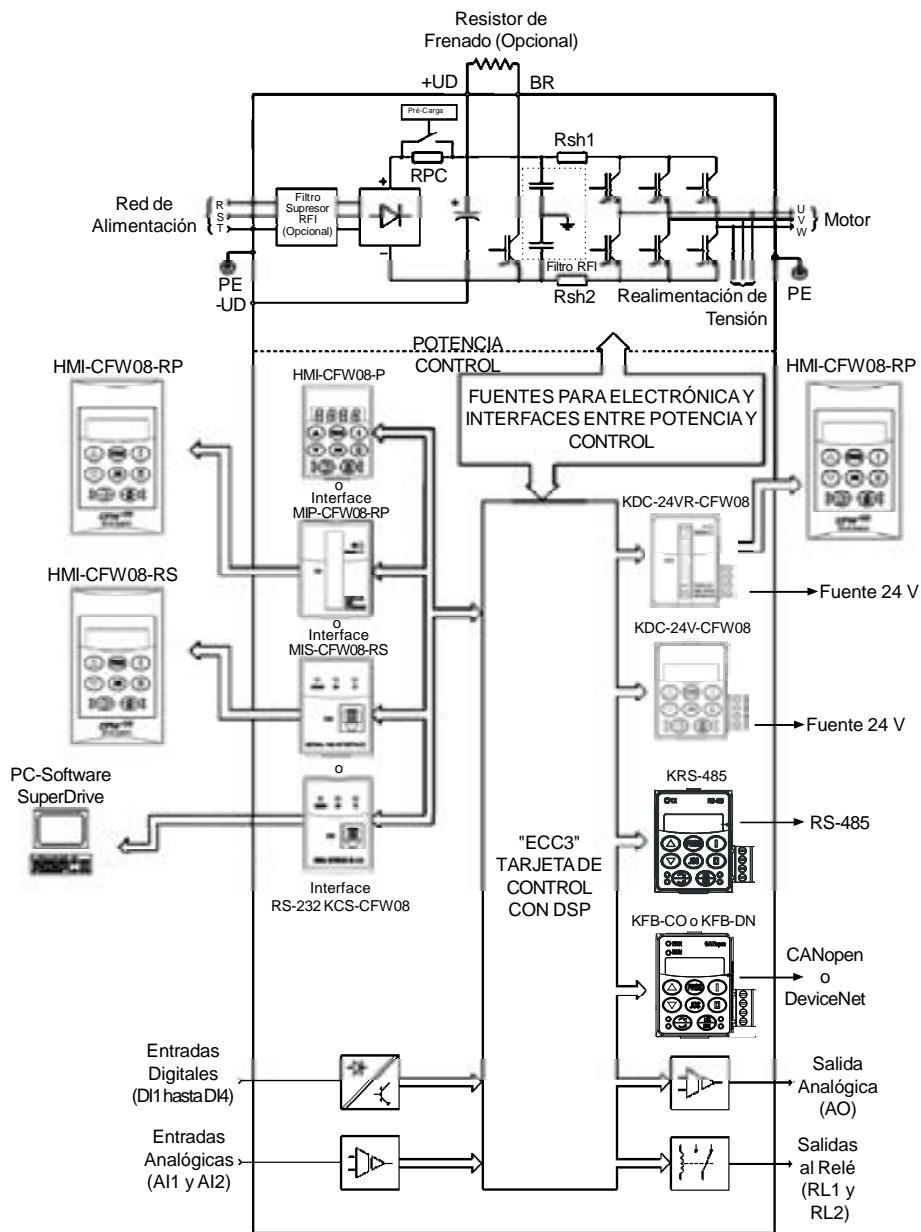 Resistor de
Frenado (Opcional)
+UD
BR
Pré-Carga
RPC
Rsh1
+
+
Red de
Alimentación
R
S
T
Filtro
Supresor
RFI
(Opcional)
U
V
W
Motor
−
Filtro RFI
Rsh2
PE
-UD
Realimentación de
Tensión
PE
POTENCIA
CONTROL
HMI-CFW08-RP
HMI-CFW08-P
FUENTES PARA ELECTRÓNICA Y
INTERFACES ENTRE POTENCIA Y
CONTROL
HMI-CFW08-RP
o
Interface
MIP-CFW08-RP
KDC-24VR-CFW08
Fuente 24 V
HMI-CFW08-RS
o
Interface
MIS-CFW08-RS
KDC-24V-CFW08
Fuente 24 V
o
PC-Software
SuperDrive
KRS-485
RS-485
"ECC3"
TARJETA DE
CONTROL
CON DSP
Interface
RS-232 KCS-CFW08
KFB-CO o KFB-DN
ERR
RUN
CANopen
PROG
JOG
CANopen
o
DeviceNet
Entradas
Digitales
(DI1 hasta DI4)
Salida
Analógica
(AO)
Entradas
Analógicas
(AI1 y AI2)
Salidas
al Relé
(RL1 y
RL2)